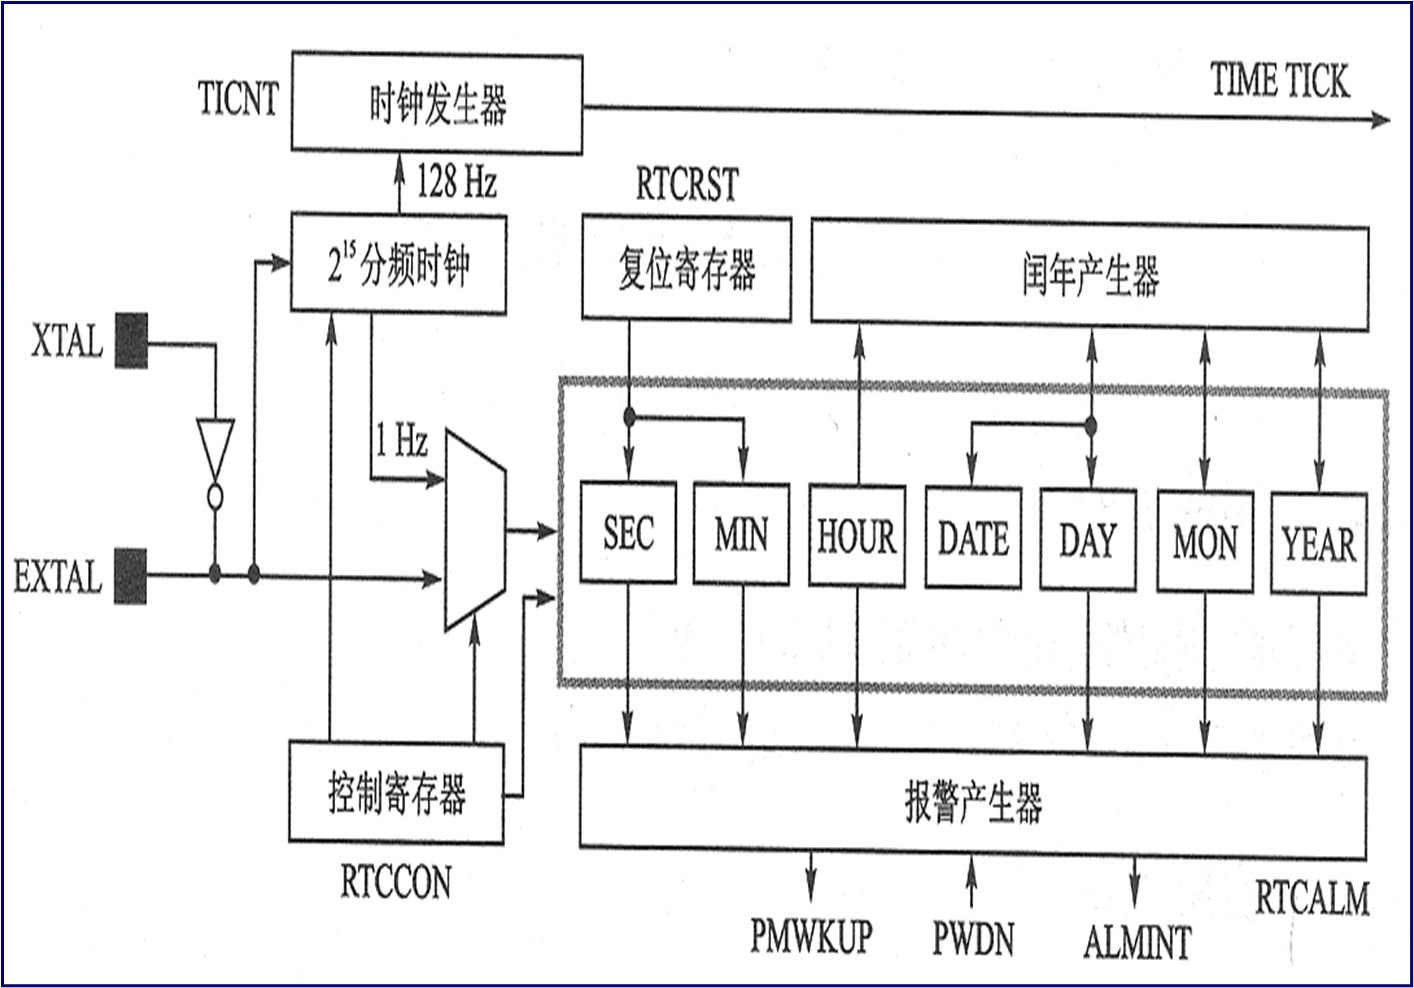 TIME TICK
TICNT
时钟发生器
128 Hz
RTCRST
2¹⁵分频时钟
复位寄存器
闰年产生器
XTAL
1 Hz
SEC
MIN
HOUR
DATE
DAY
MON
YEAR
EXTAL
控制寄存器
报警产生器
RTCCON
RTCALM
PMWKUP
PWDN
ALMINT